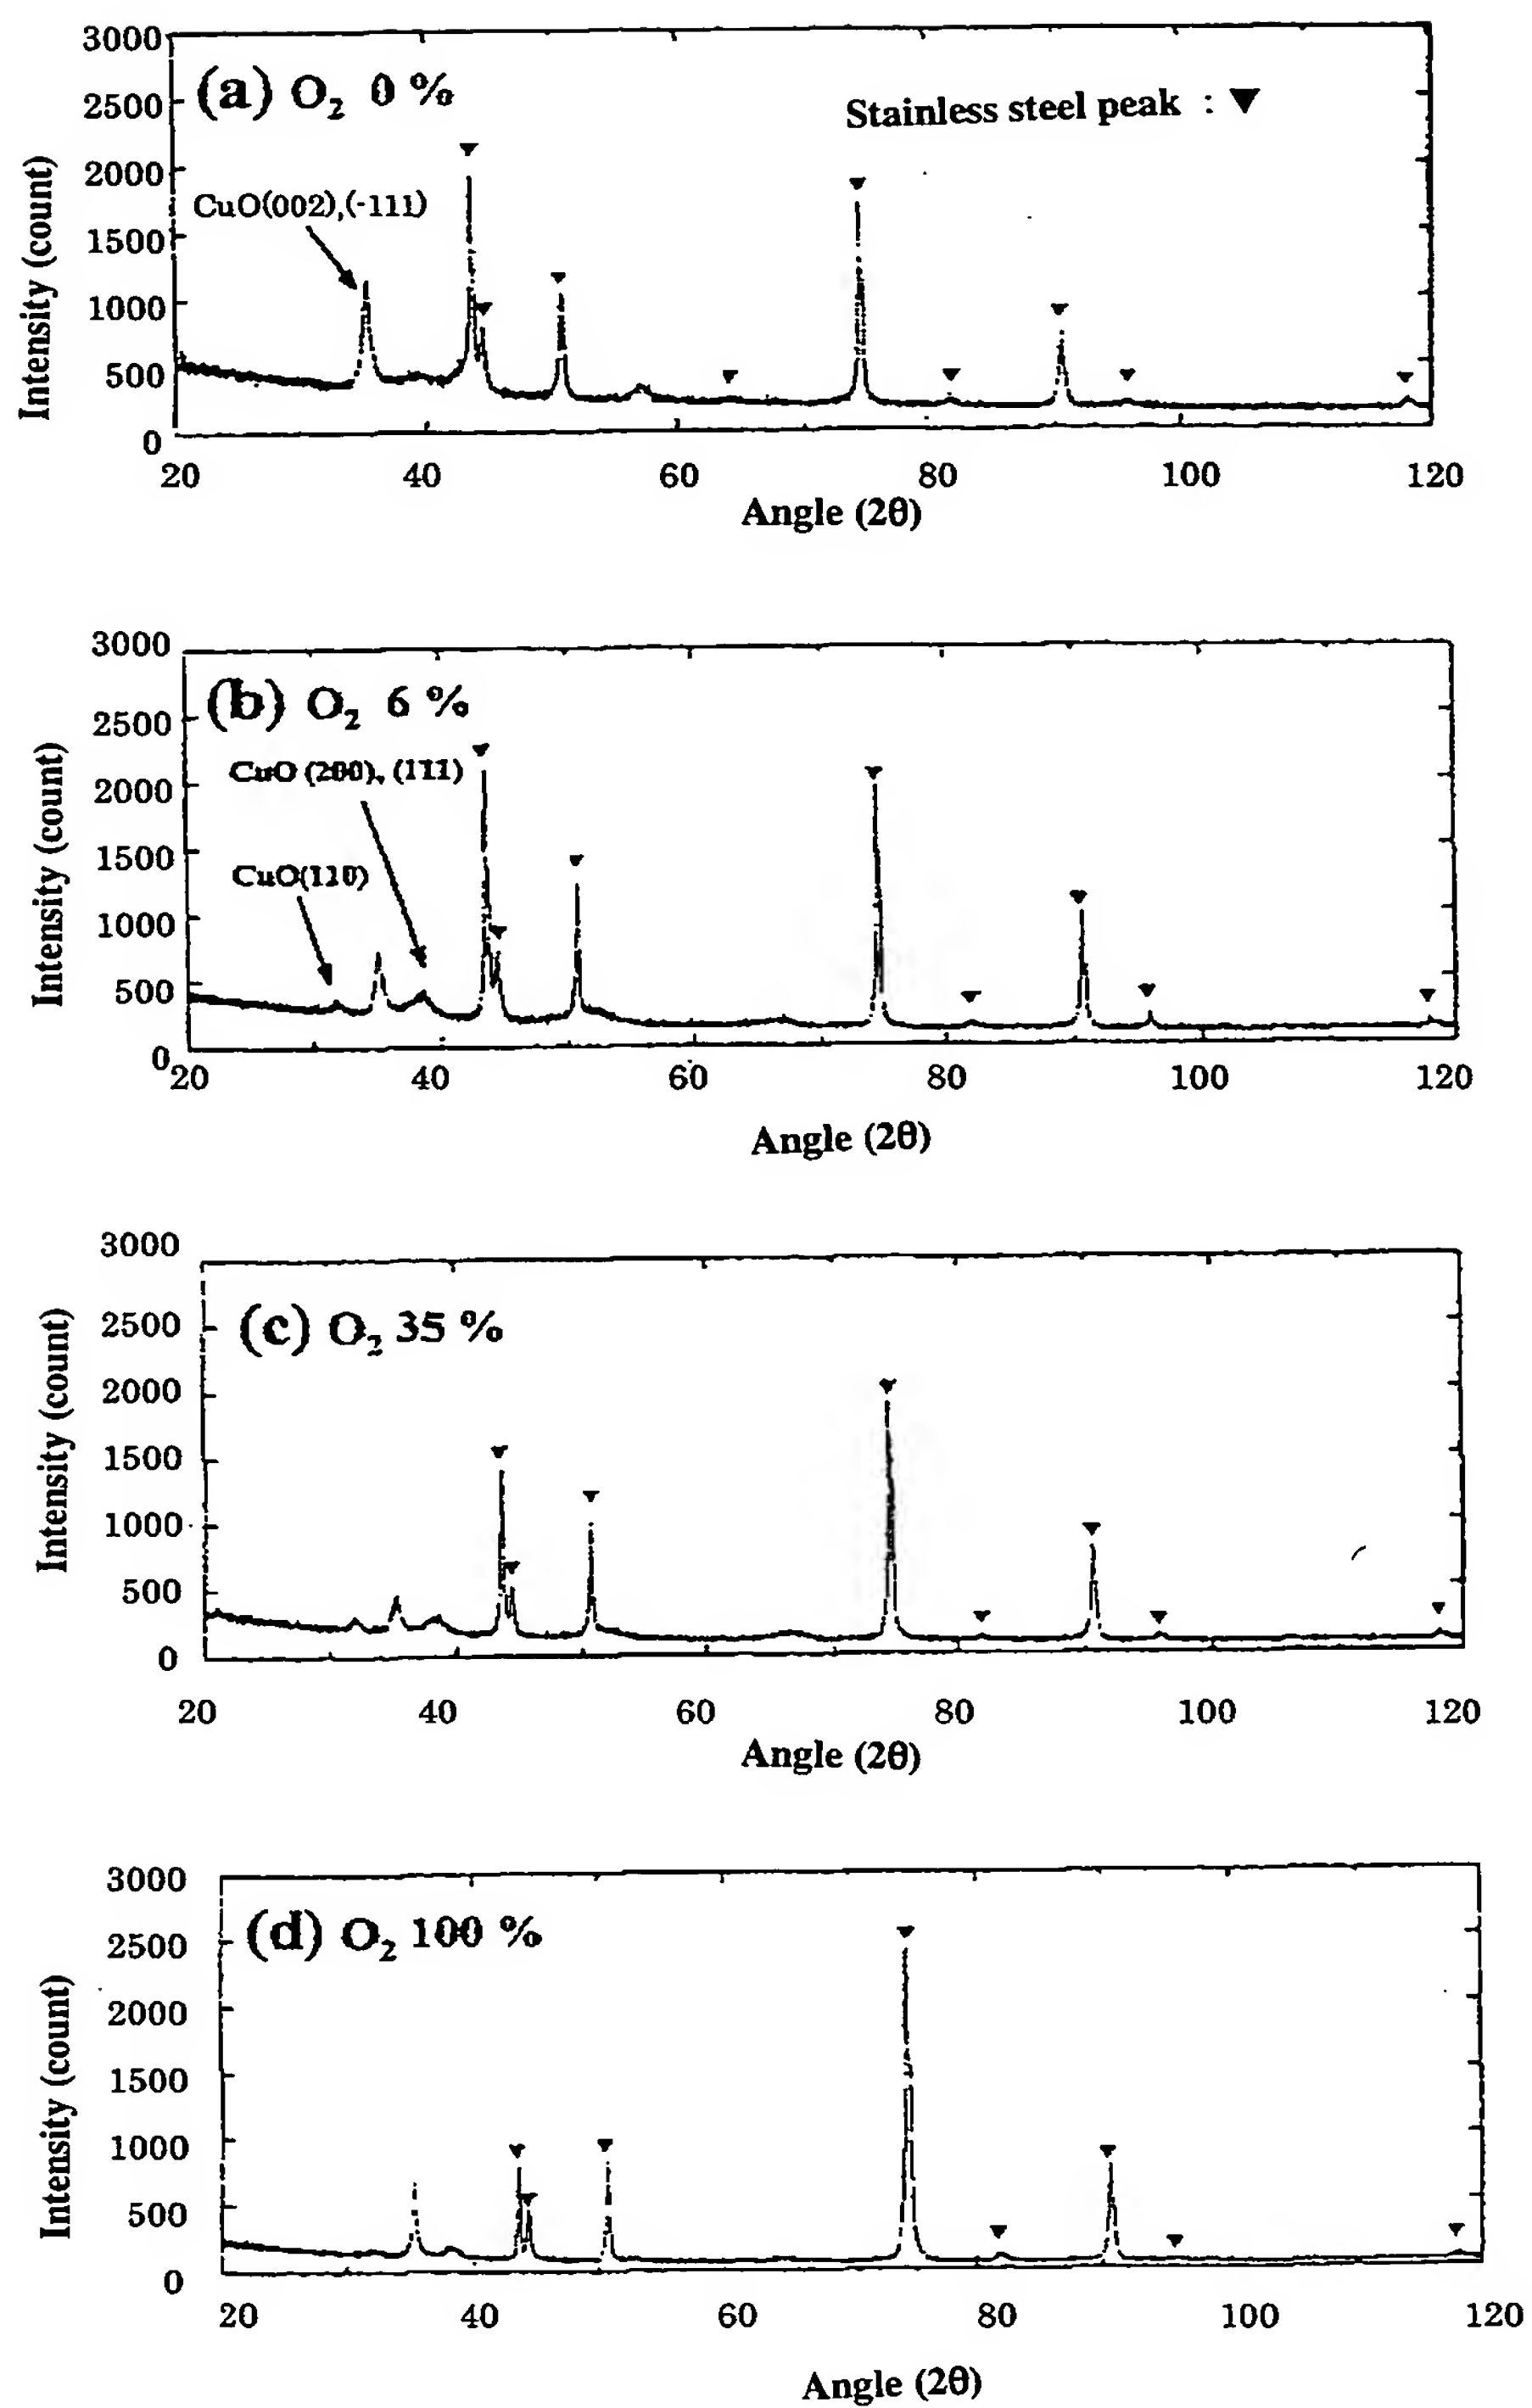 3000
(a) O₂ 0 %
Stainless steel peak : ▼
2500
2000
CuO(002),(-111)
1500
1000
500
0
Intensity (count)
20 40 60 80 100 120
Angle (2θ)
3000
(b) O₂ 6 %
2500
CuO (200), (111)
2000
1500
CuO(110)
1000
500
0
Intensity (count)
20 40 60 80 100 120
Angle (2θ)
3000
(c) O₂ 35 %
2500
2000
1500
1000
500
0
Intensity (count)
20 40 60 80 100 120
Angle (2θ)
3000
(d) O₂ 100 %
2500
2000
1500
1000
500
0
Intensity (count)
20 40 60 80 100 120
Angle (2θ)